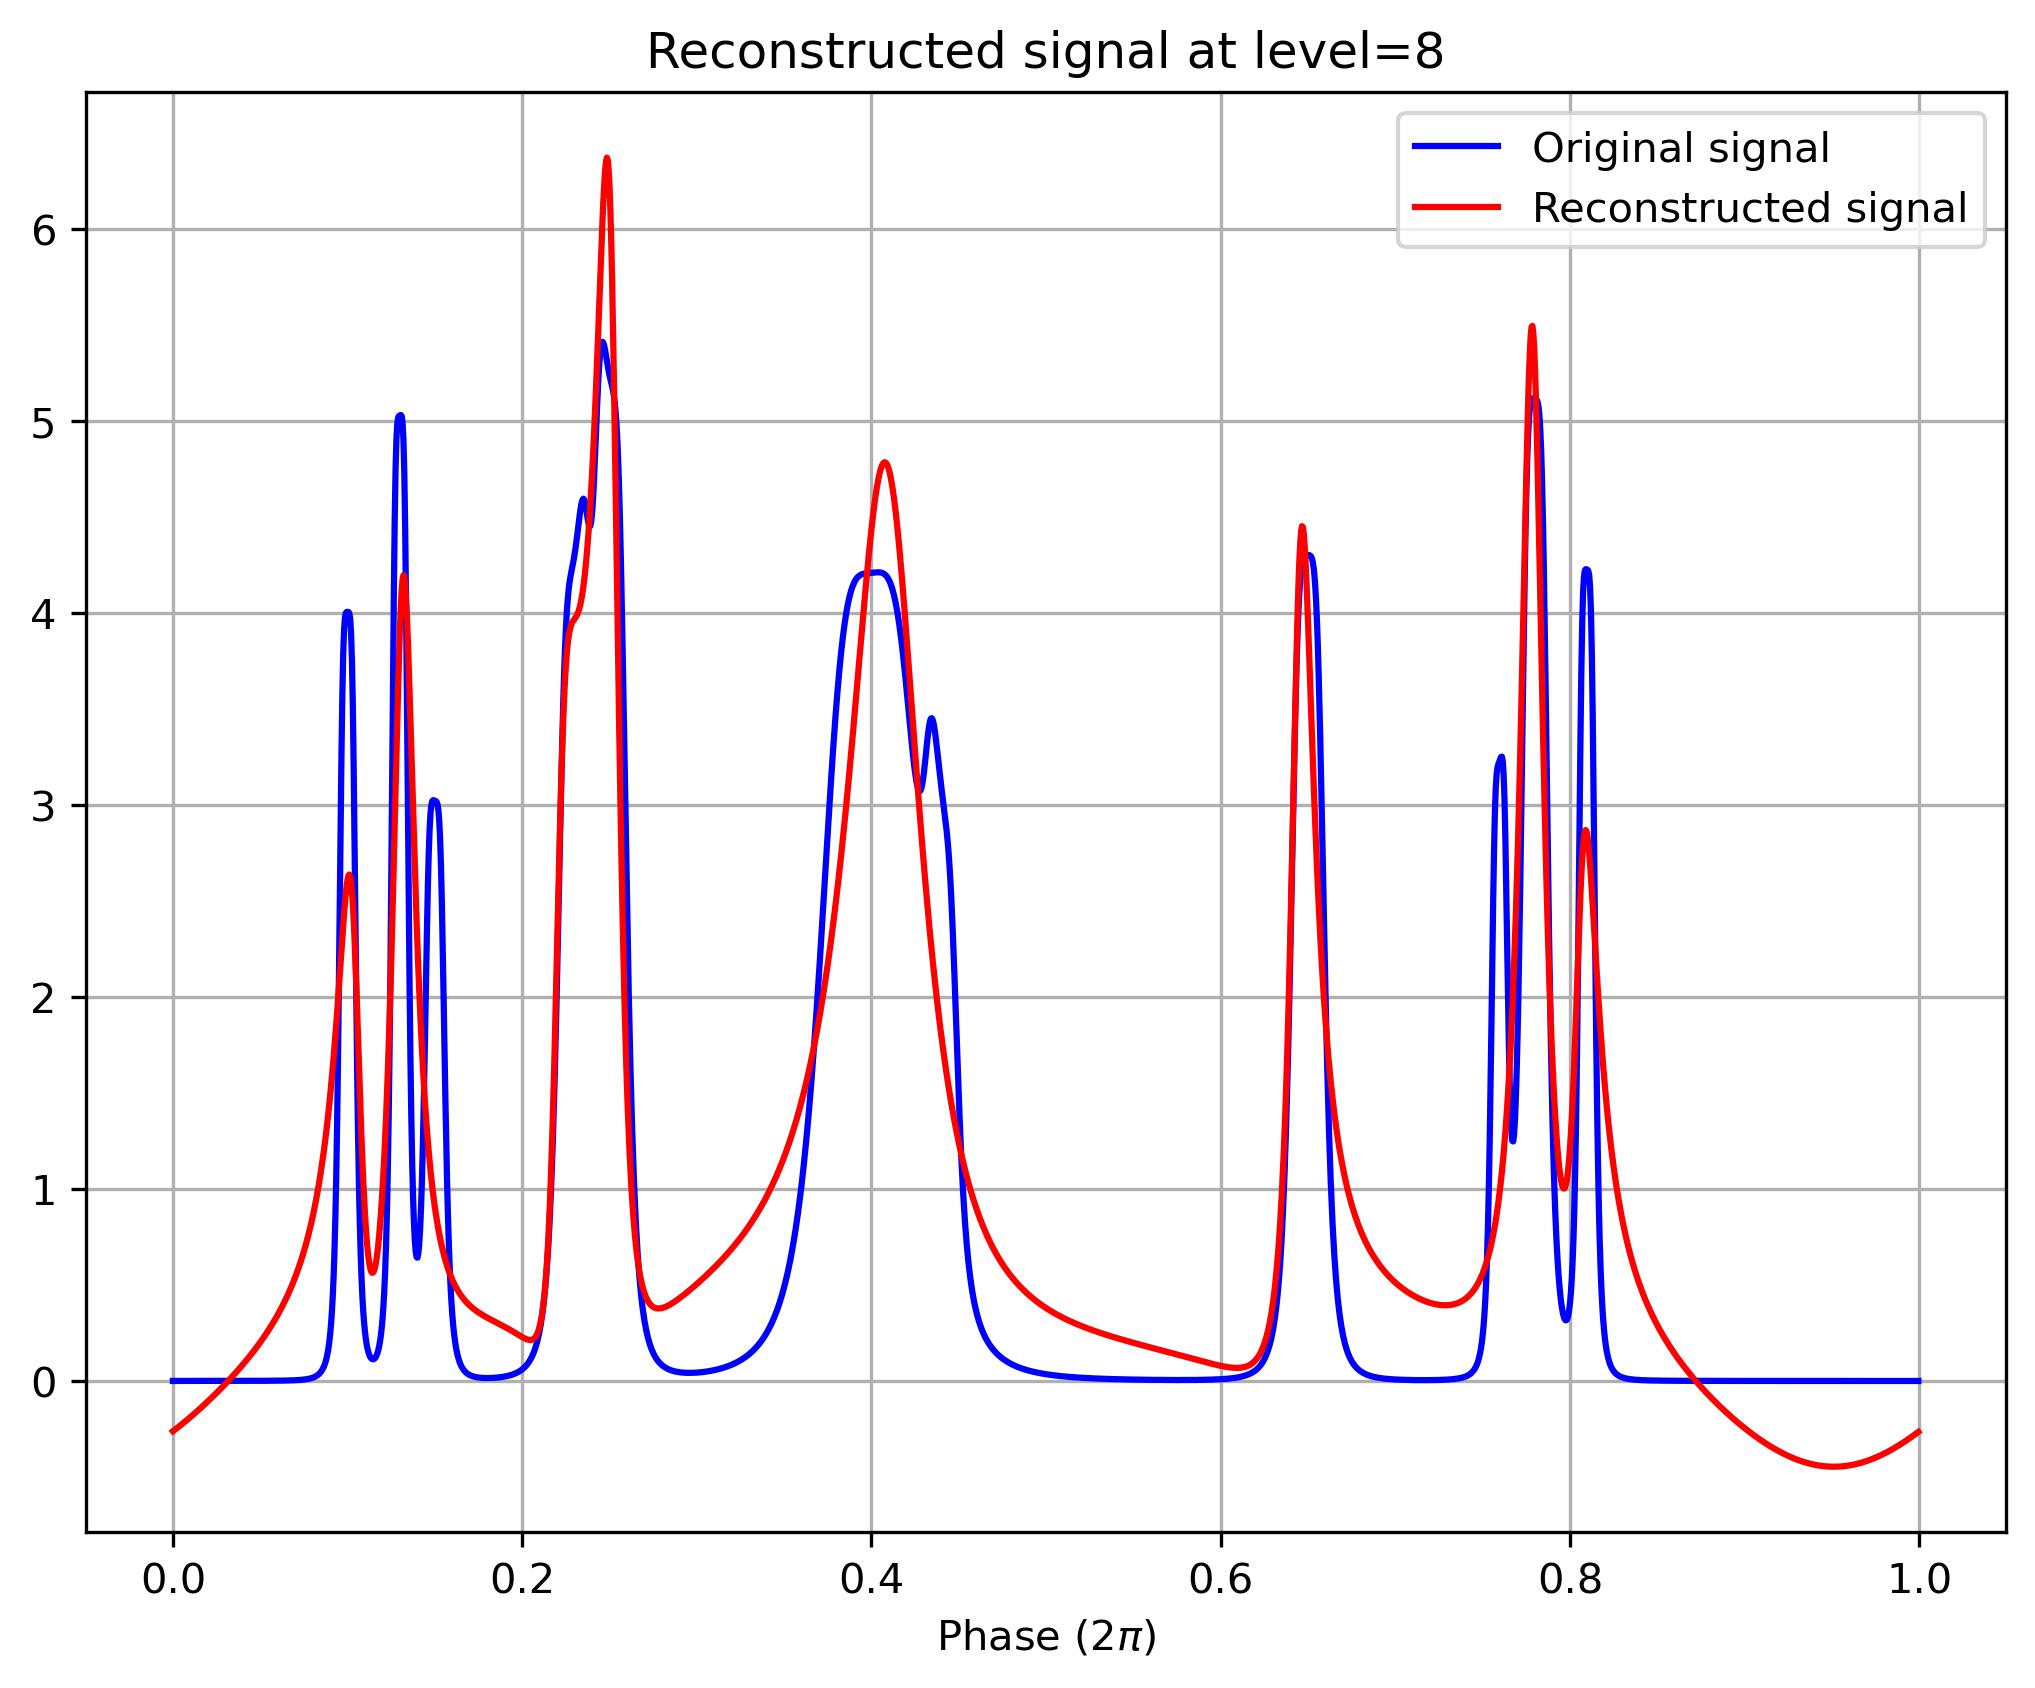 Reconstructed signal at level=8
Original signal
Reconstructed signal
6
5
4
3
2
1
0
0.0 0.2 0.4 0.6 0.8 1.0
Phase (2π)